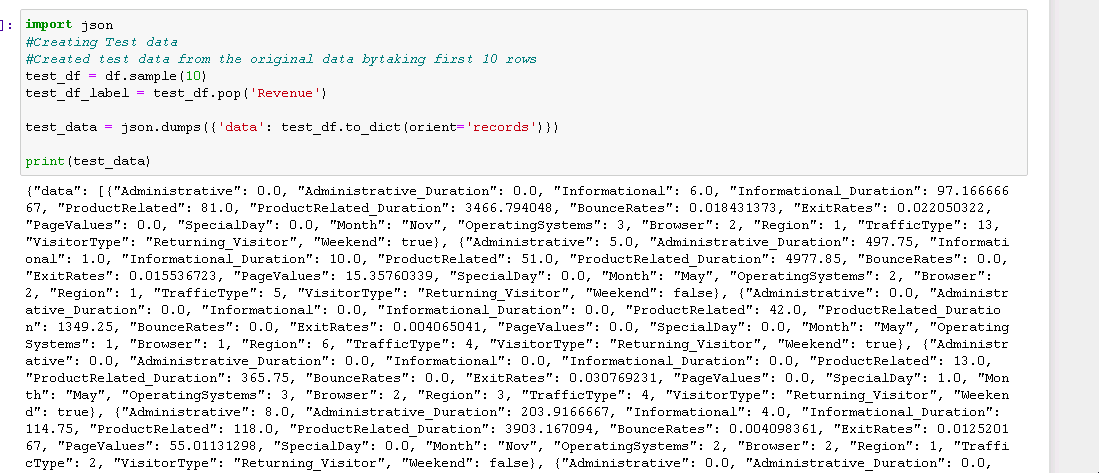 ]:
import json
#Creating Test data
#Created test data from the original data bytaking first 10 rows
test_df = df.sample(10)
test_df_label = test_df.pop('Revenue')
test_data = json.dumps({'data': test_df.to_dict(orient='records')})
print(test_data)
{"data": [{"Administrative": 0.0, "Administrative_Duration": 0.0, "Informational": 6.0, "Informational_Duration": 97.166666
67, "ProductRelated": 81.0, "ProductRelated_Duration": 3466.794048, "BounceRates": 0.018431373, "ExitRates": 0.022050322,
"PageValues": 0.0, "SpecialDay": 0.0, "Month": "Nov", "OperatingSystems": 3, "Browser": 2, "Region": 1, "TrafficType": 13,
"VisitorType": "Returning_Visitor", "Weekend": true}, {"Administrative": 5.0, "Administrative_Duration": 497.75, "Informati
onal": 1.0, "Informational_Duration": 10.0, "ProductRelated": 51.0, "ProductRelated_Duration": 4977.85, "BounceRates": 0.0,
"ExitRates": 0.015536723, "PageValues": 15.35760339, "SpecialDay": 0.0, "Month": "May", "OperatingSystems": 2, "Browser":
2, "Region": 1, "TrafficType": 5, "VisitorType": "Returning_Visitor", "Weekend": false}, {"Administrative": 0.0, "Administr
ative_Duration": 0.0, "Informational": 0.0, "Informational_Duration": 0.0, "ProductRelated": 42.0, "ProductRelated_Duratio
n": 1349.25, "BounceRates": 0.0, "ExitRates": 0.004065041, "PageValues": 0.0, "SpecialDay": 0.0, "Month": "May", "Operating
Systems": 1, "Browser": 1, "Region": 6, "TrafficType": 4, "VisitorType": "Returning_Visitor", "Weekend": true}, {"Administr
ative": 0.0, "Administrative_Duration": 0.0, "Informational": 0.0, "Informational_Duration": 0.0, "ProductRelated": 13.0,
"ProductRelated_Duration": 365.75, "BounceRates": 0.0, "ExitRates": 0.030769231, "PageValues": 0.0, "SpecialDay": 1.0, "Mon
th": "May", "OperatingSystems": 3, "Browser": 2, "Region": 3, "TrafficType": 4, "VisitorType": "Returning_Visitor", "Weeken
d": true}, {"Administrative": 8.0, "Administrative_Duration": 203.9166667, "Informational": 4.0, "Informational_Duration":
114.75, "ProductRelated": 118.0, "ProductRelated_Duration": 3903.167094, "BounceRates": 0.004098361, "ExitRates": 0.0125201
67, "PageValues": 55.01131298, "SpecialDay": 0.0, "Month": "Nov", "OperatingSystems": 2, "Browser": 2, "Region": 1, "Traffi
cType": 2, "VisitorType": "Returning_Visitor", "Weekend": false}, {"Administrative": 0.0, "Administrative_Duration": 0.0,